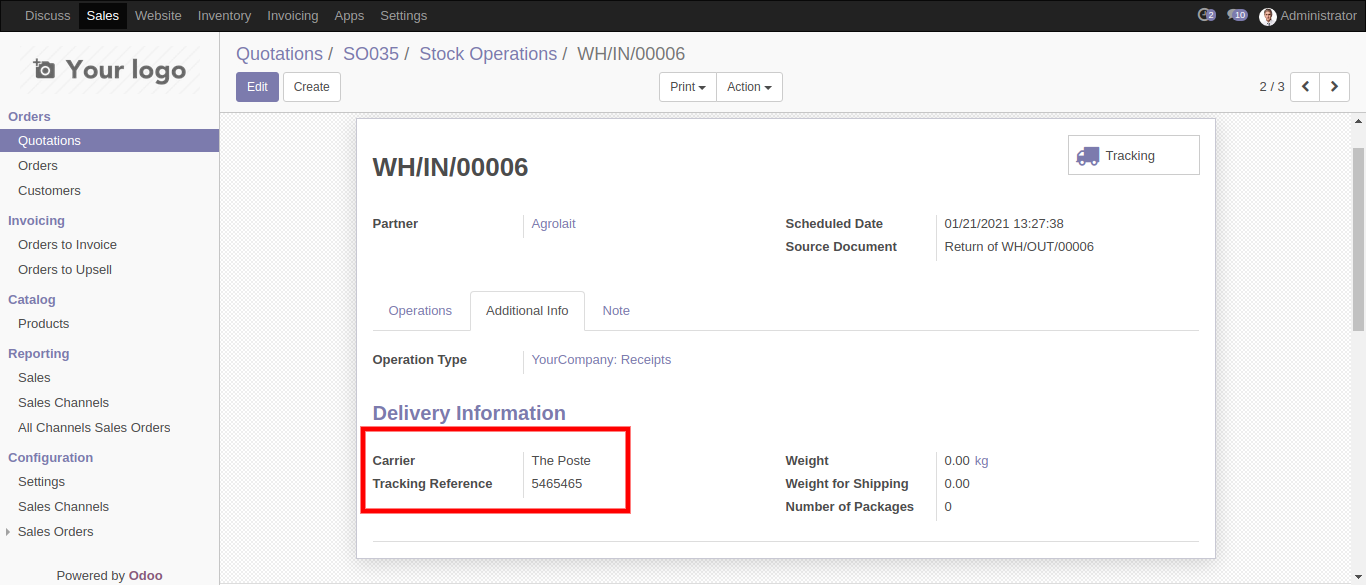 Discuss Sales Website Inventory Invoicing Apps Settings 2 10 Administrator
Your logo
Quotations / SO035 / Stock Operations / WH/IN/00006
Edit Create Print Action 2 / 3
Orders
Quotations
Orders
Customers
Invoicing
Orders to Invoice
Orders to Upsell
Catalog
Products
Reporting
Sales
Sales Channels
All Channels Sales Orders
Configuration
Settings
Sales Channels
Sales Orders
Powered by Odoo
Tracking
WH/IN/00006
Partner Agrolait
Scheduled Date 01/21/2021 13:27:38
Source Document Return of WH/OUT/00006
Operations Additional Info Note
Operation Type YourCompany: Receipts
Delivery Information
Carrier The Poste
Tracking Reference 5465465
Weight 0.00 kg
Weight for Shipping 0.00
Number of Packages 0